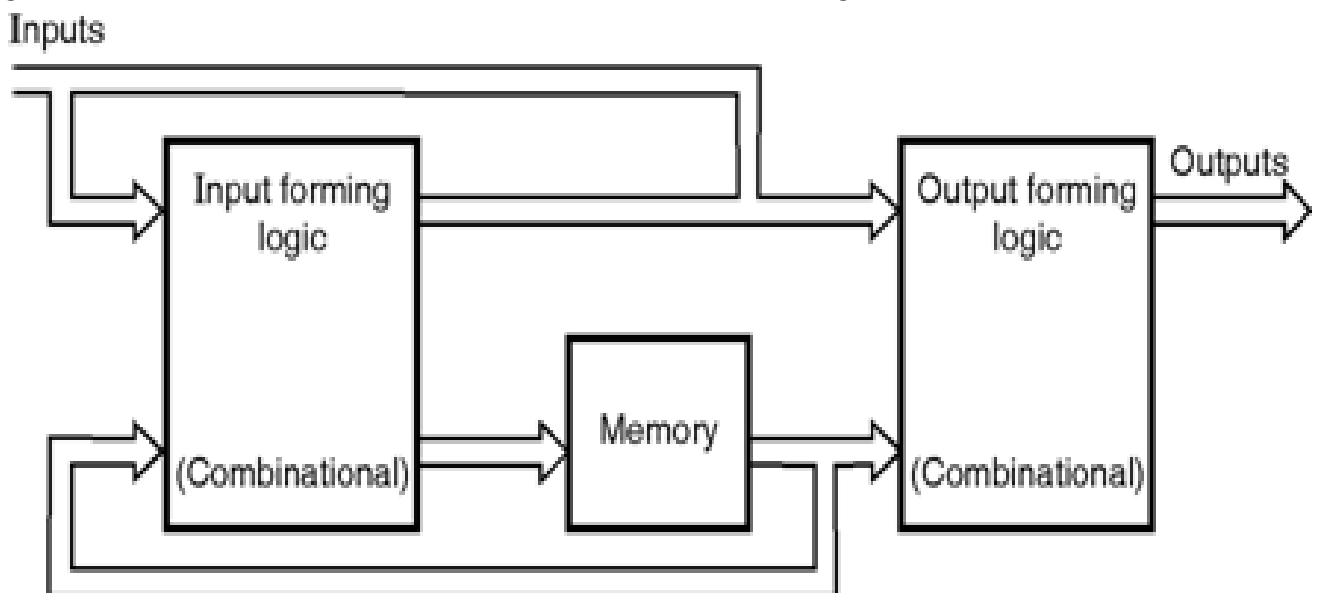 Inputs
Input forming
logic
(Combinational)
Memory
Output forming
logic
(Combinational)
Outputs